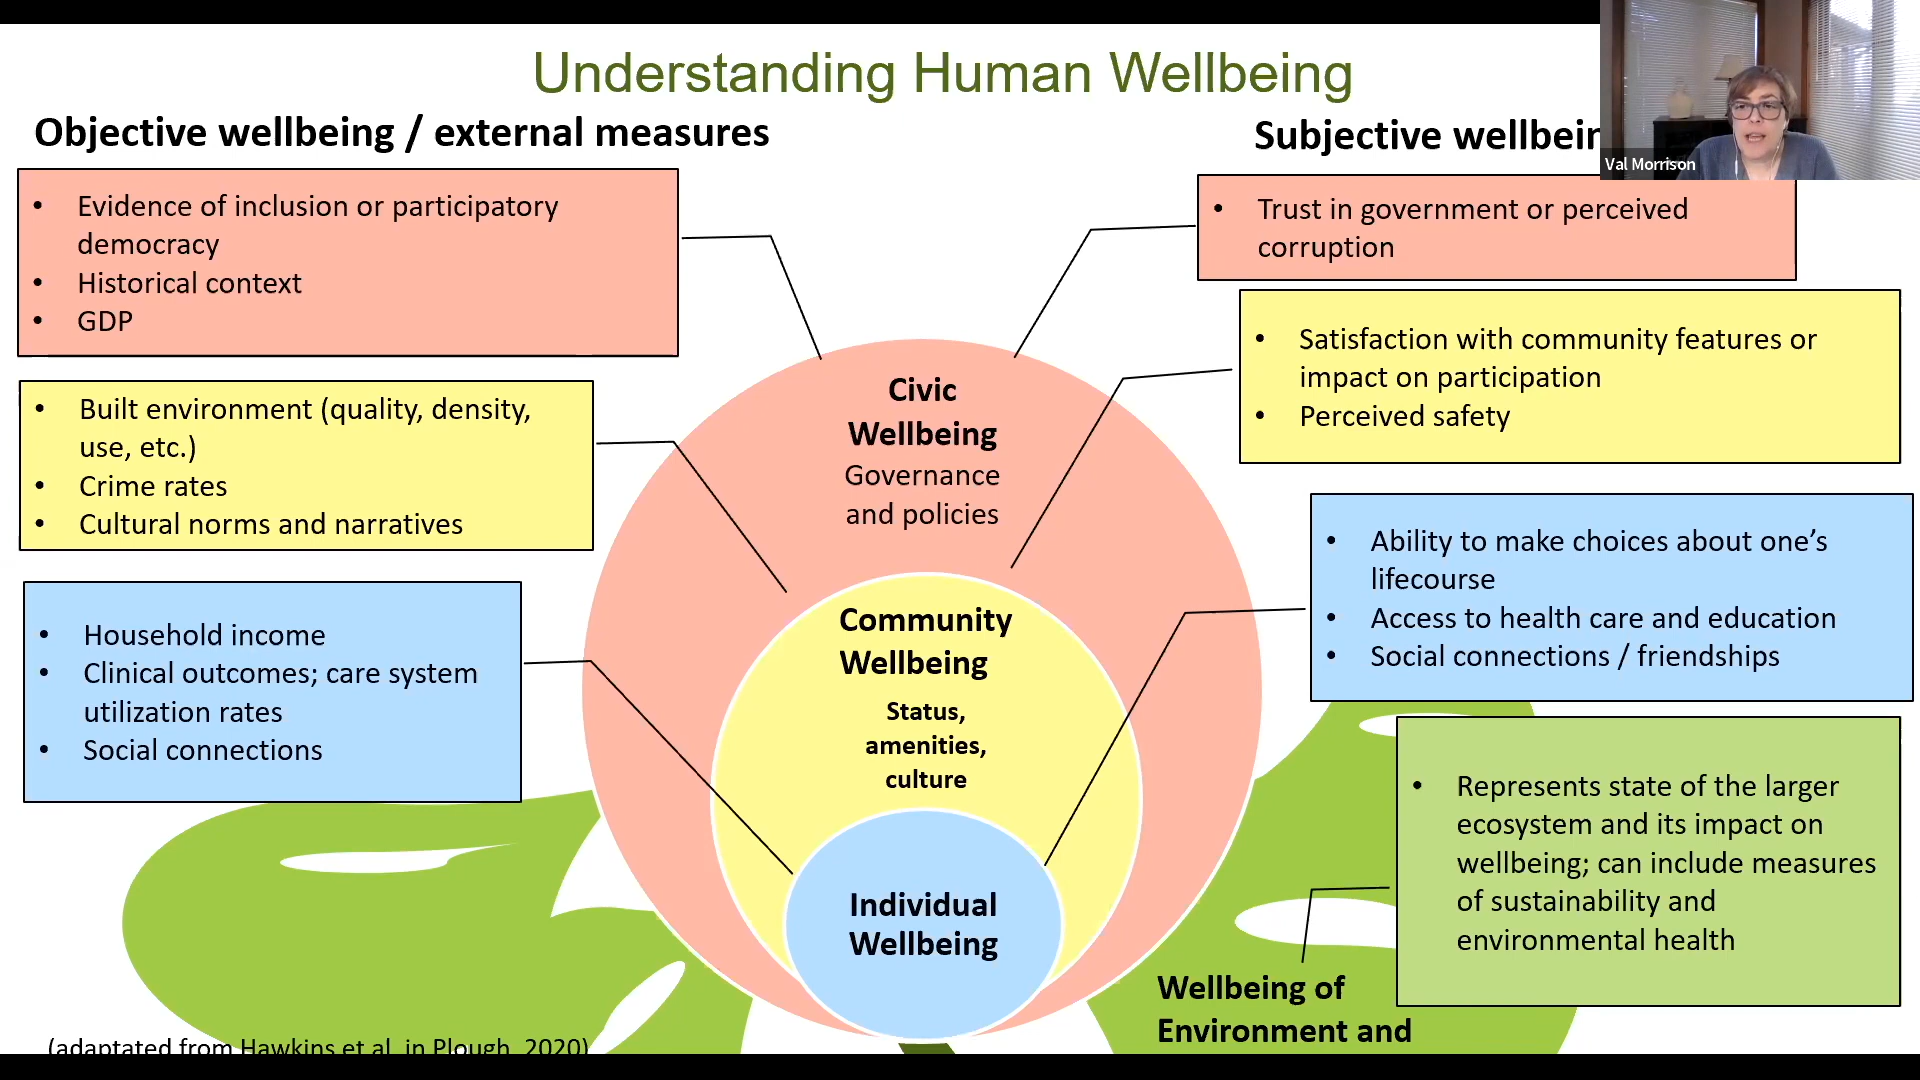 Understanding Human Wellbeing
Objective wellbeing / external measures
• Evidence of inclusion or participatory
democracy
• Historical context
• GDP
• Built environment (quality, density,
use, etc.)
• Crime rates
• Cultural norms and narratives
• Household income
• Clinical outcomes; care system
utilization rates
• Social connections
Civic
Wellbeing
Governance
and policies
Community
Wellbeing
Status,
amenities,
culture
Individual
Wellbeing
Subjective
Val Morrison
• Trust in government or perceived
corruption
• Satisfaction with community features or
impact on participation
• Perceived safety
• Ability to make choices about one’s
lifecourse
• Access to health care and education
• Social connections / friendships
• Represents state of the larger
ecosystem and its impact on
wellbeing; can include measures
of sustainability and
environmental health
Wellbeing of
Environment and
(adaptated from Hawkins et al. in Plough, 2020)